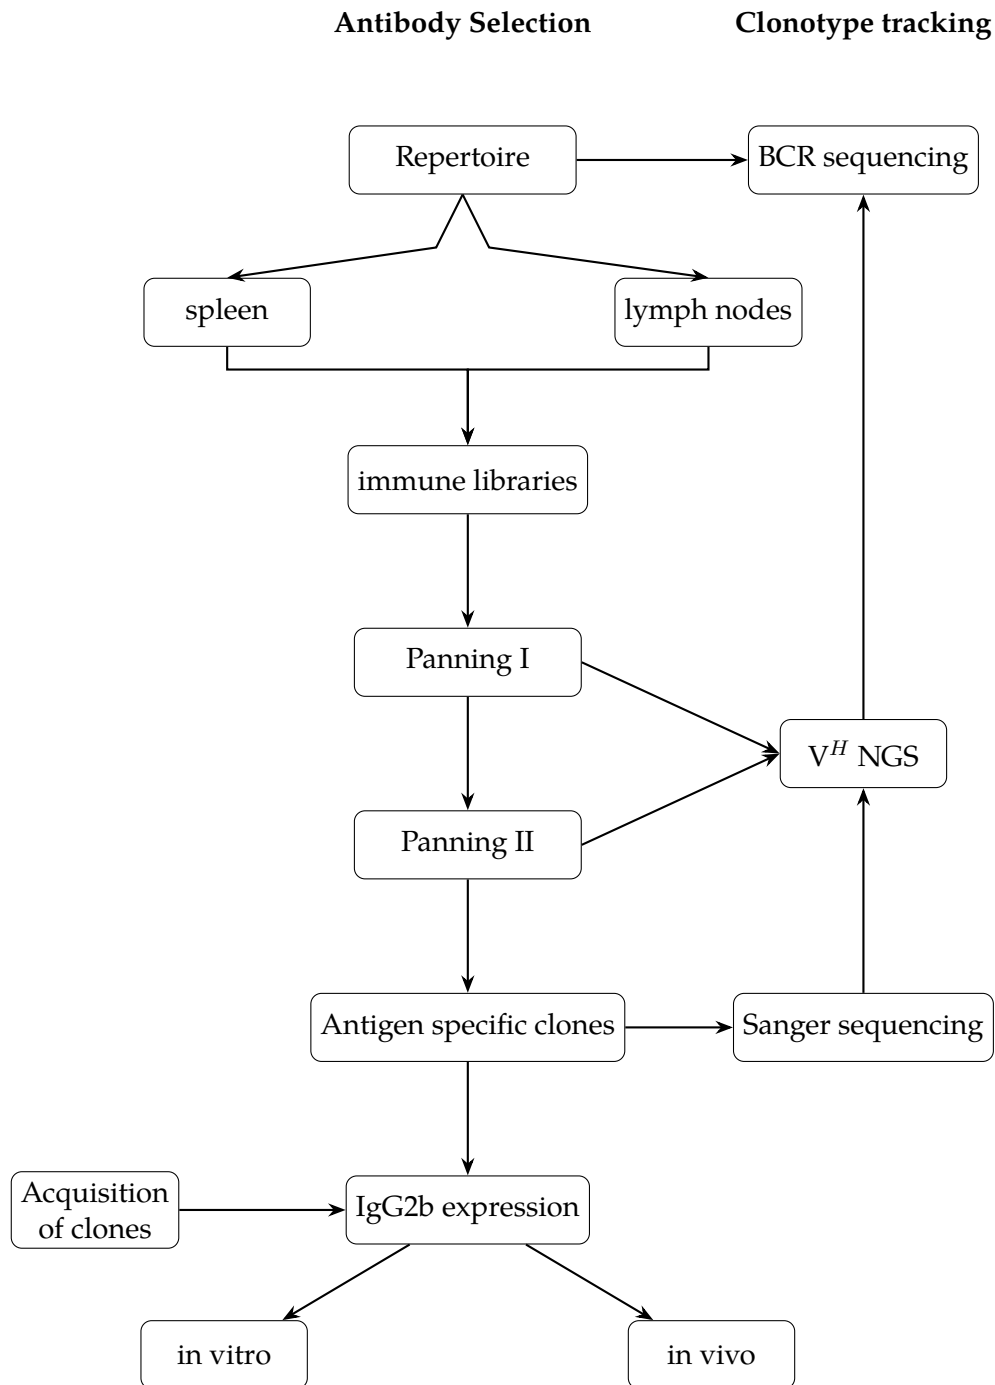 Antibody Selection
Clonotype tracking
Repertoire
BCR sequencing
spleen
lymph nodes
immune libraries
Panning I
V^H NGS
Panning II
Antigen specific clones
Sanger sequencing
Acquisition
of clones
IgG2b expression
in vitro
in vivo